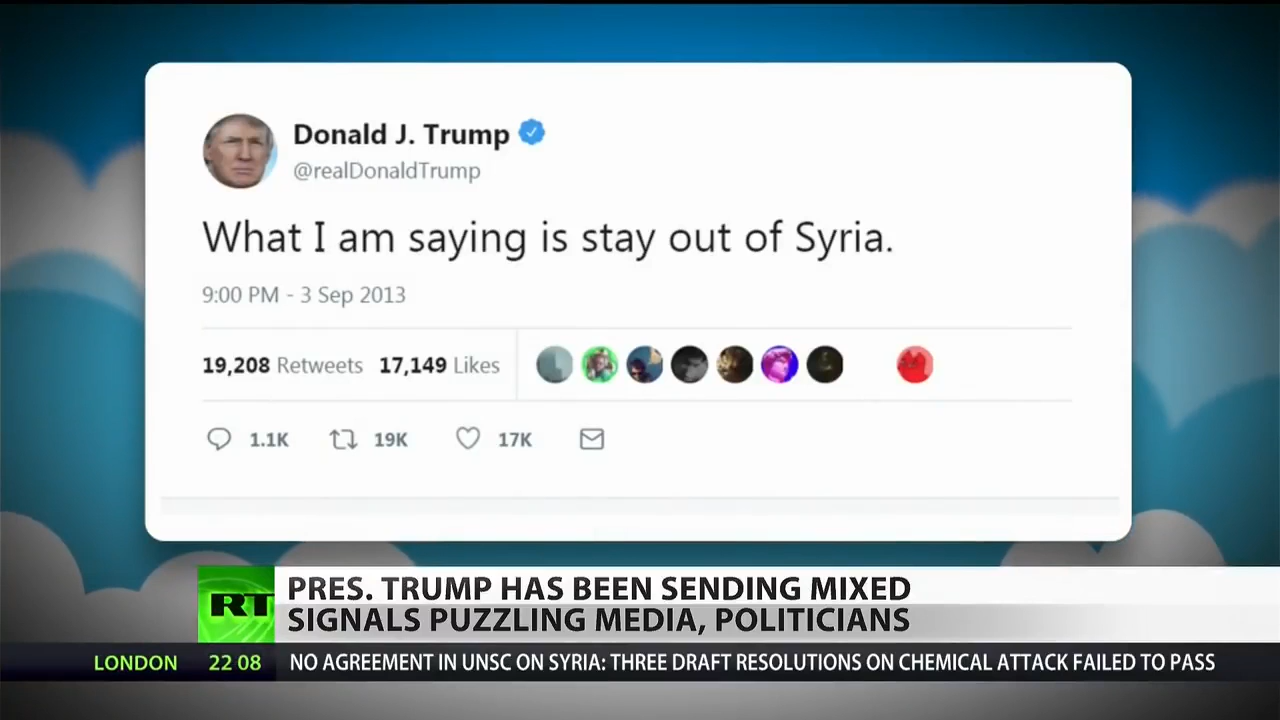 Donald J. Trump
@realDonaldTrump
What I am saying is stay out of Syria.
9:00 PM - 3 Sep 2013
19,208 Retweets 17,149 Likes
1.1K 19K 17K
RT
PRES. TRUMP HAS BEEN SENDING MIXED
SIGNALS PUZZLING MEDIA, POLITICIANS
LONDON 22 08 NO AGREEMENT IN UNSC ON SYRIA: THREE DRAFT RESOLUTIONS ON CHEMICAL ATTACK FAILED TO PASS